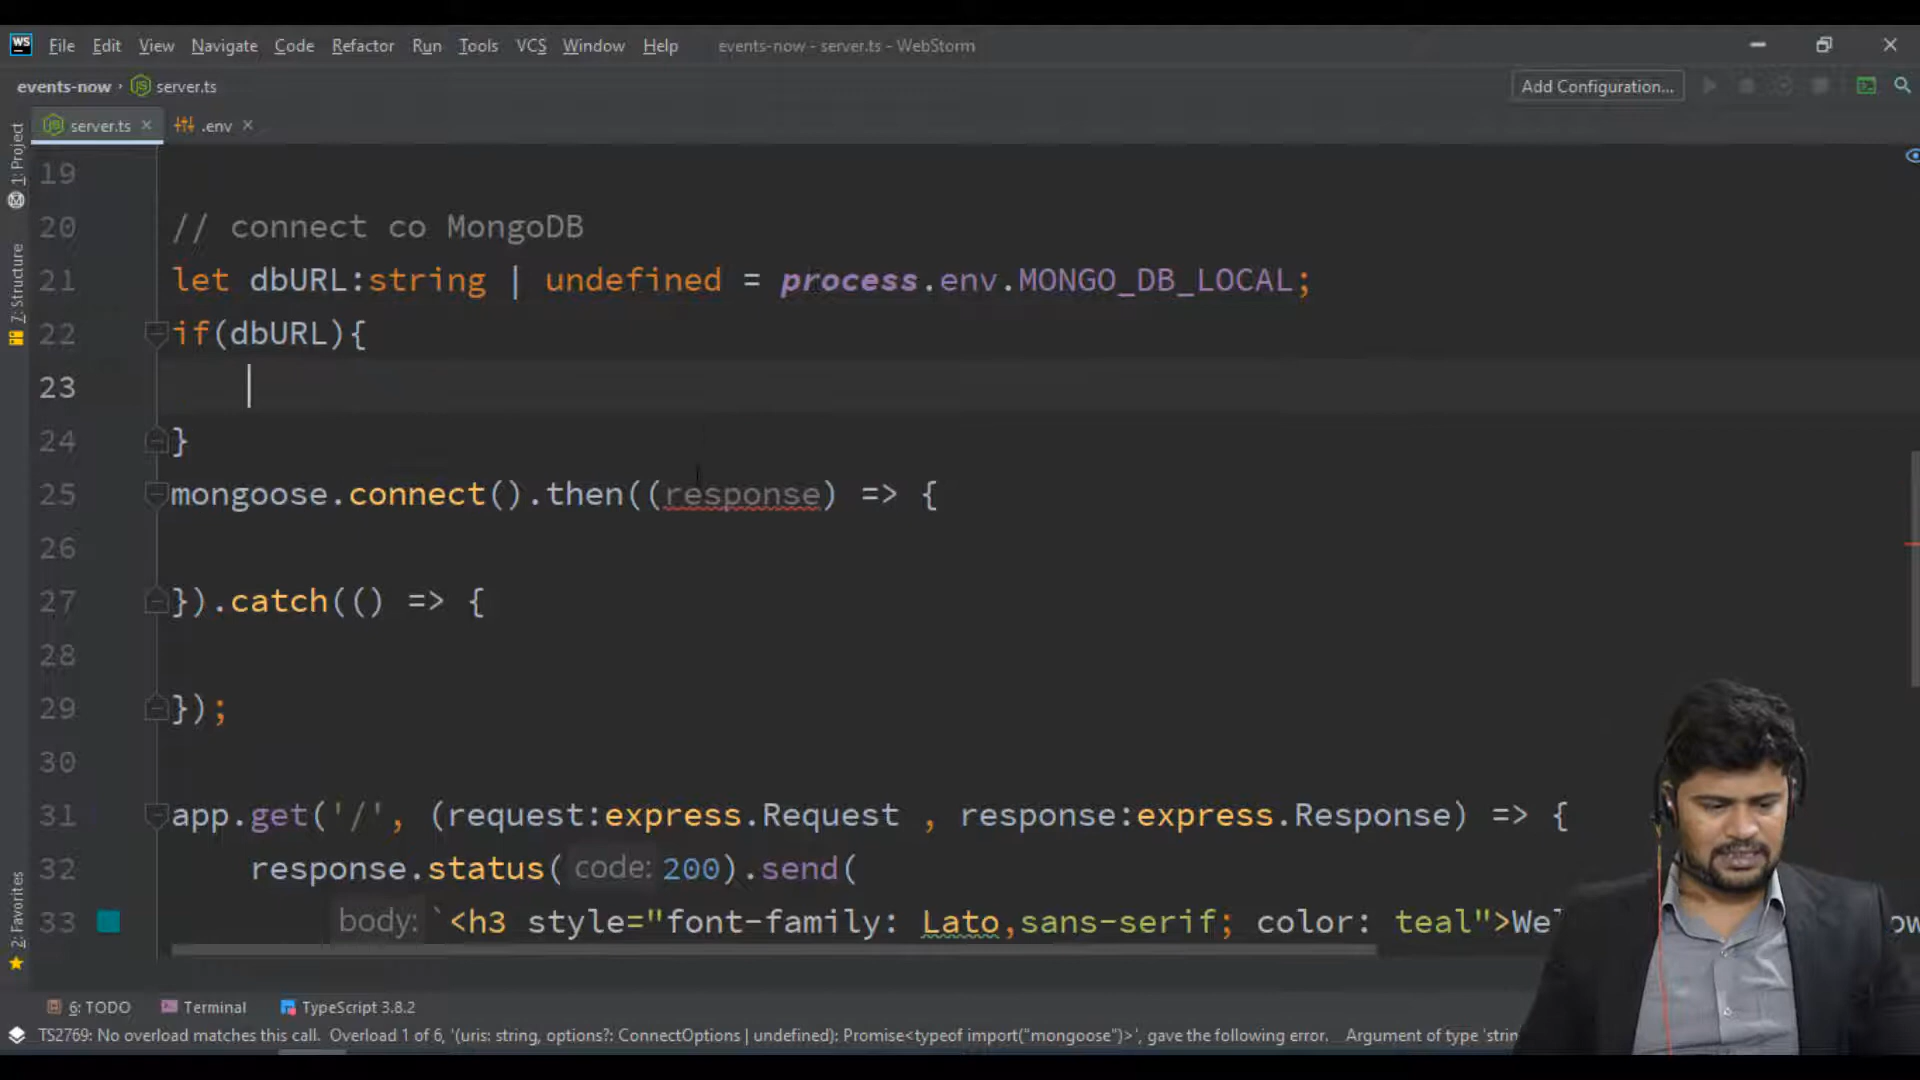 WS File Edit View Navigate Code Refactor Run Tools VCS Window Help events-now - server.ts - WebStorm
events-now › JS server.ts Add Configuration...
JS server.ts × .env ×
1: Project
7: Structure
2: Favorites
19
20 // connect co MongoDB
21 let dbURL:string | undefined = process.env.MONGO_DB_LOCAL;
22 if(dbURL){
23
24 }
25 mongoose.connect().then((response) => {
26
27 }).catch(() => {
28
29 });
30
31 app.get('/', (request:express.Request , response:express.Response) => {
32 response.status( code: 200).send(
33 body: `<h3 style="font-family: Lato,sans-serif; color: teal">We
6: TODO Terminal TypeScript 3.8.2
TS2769: No overload matches this call. Overload 1 of 6, '(uris: string, options?: ConnectOptions | undefined): Promise<typeof import("mongoose")>', gave the following error. Argument of type 'strin